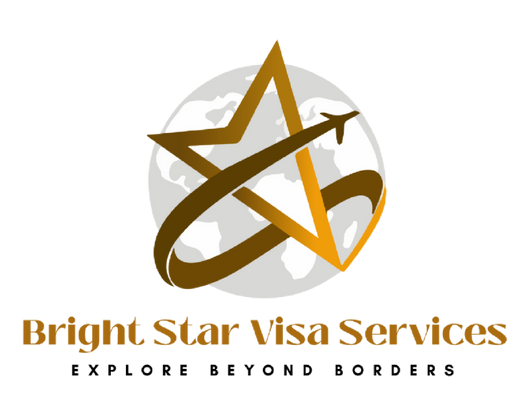 Bright Star Visa Services
EXPLORE BEYOND BORDERS